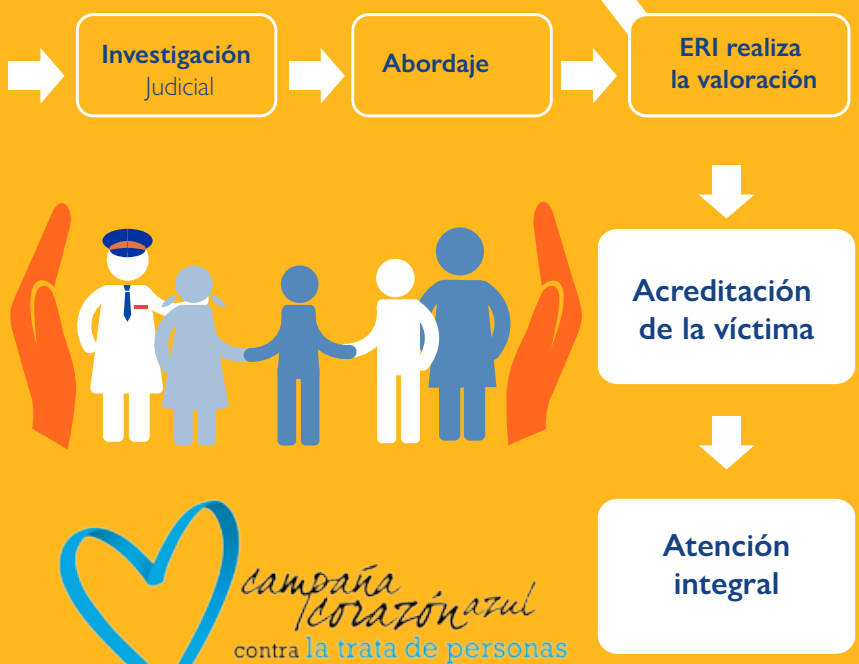 Investigación
Judicial
Abordaje
ERI realiza
la valoración
Acreditación
de la víctima
Atención
integral
campaña
corazón azul
contra la trata de personas